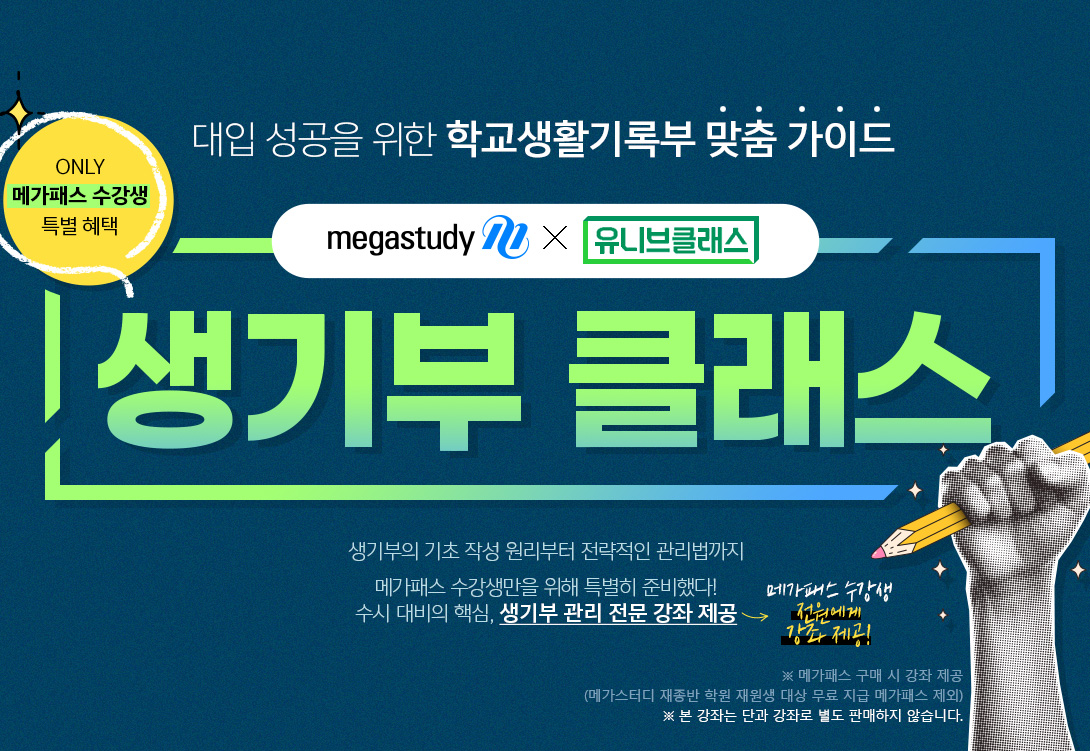 대입 성공을 위한 학교생활기록부 맞춤 가이드
ONLY
메가패스 수강생
특별 혜택
megastudy m × 유니브클래스
생기부 클래스
생기부의 기초 작성 원리부터 전략적인 관리법까지
메가패스 수강생만을 위해 특별히 준비했다!
수시 대비의 핵심, 생기부 관리 전문 강좌 제공
메가패스 수강생
전원에게
강좌 제공!
※ 메가패스 구매 시 강좌 제공
(메가스터디 재종반 학원 재원생 대상 무료 지급 메가패스 제외)
※ 본 강좌는 단과 강좌로 별도 판매하지 않습니다.